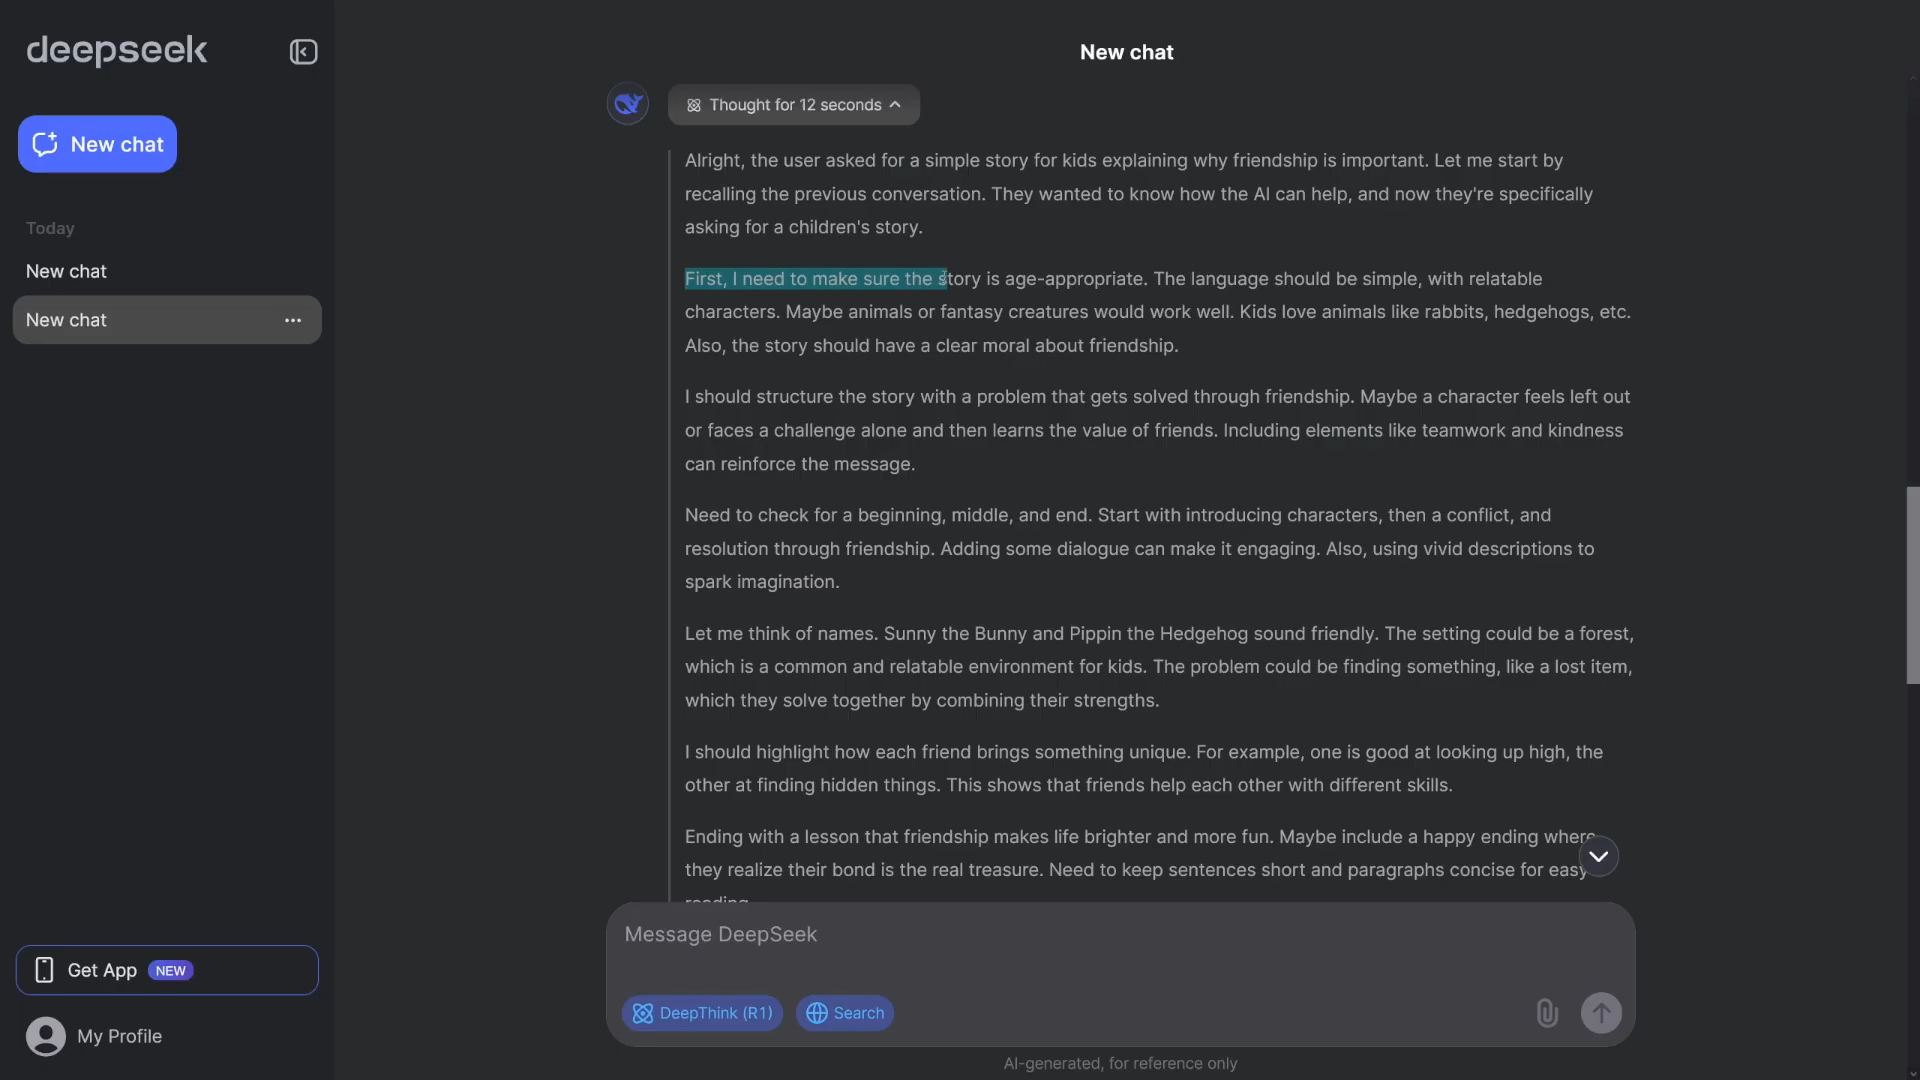 deepseek
New chat
Today
New chat
New chat
Get App NEW
My Profile
New chat
Thought for 12 seconds
Alright, the user asked for a simple story for kids explaining why friendship is important. Let me start by
recalling the previous conversation. They wanted to know how the AI can help, and now they're specifically
asking for a children's story.
First, I need to make sure the story is age-appropriate. The language should be simple, with relatable
characters. Maybe animals or fantasy creatures would work well. Kids love animals like rabbits, hedgehogs, etc.
Also, the story should have a clear moral about friendship.
I should structure the story with a problem that gets solved through friendship. Maybe a character feels left out
or faces a challenge alone and then learns the value of friends. Including elements like teamwork and kindness
can reinforce the message.
Need to check for a beginning, middle, and end. Start with introducing characters, then a conflict, and
resolution through friendship. Adding some dialogue can make it engaging. Also, using vivid descriptions to
spark imagination.
Let me think of names. Sunny the Bunny and Pippin the Hedgehog sound friendly. The setting could be a forest,
which is a common and relatable environment for kids. The problem could be finding something, like a lost item,
which they solve together by combining their strengths.
I should highlight how each friend brings something unique. For example, one is good at looking up high, the
other at finding hidden things. This shows that friends help each other with different skills.
Ending with a lesson that friendship makes life brighter and more fun. Maybe include a happy ending where
they realize their bond is the real treasure. Need to keep sentences short and paragraphs concise for easy
reading.
Message DeepSeek
DeepThink (R1) Search
AI-generated, for reference only